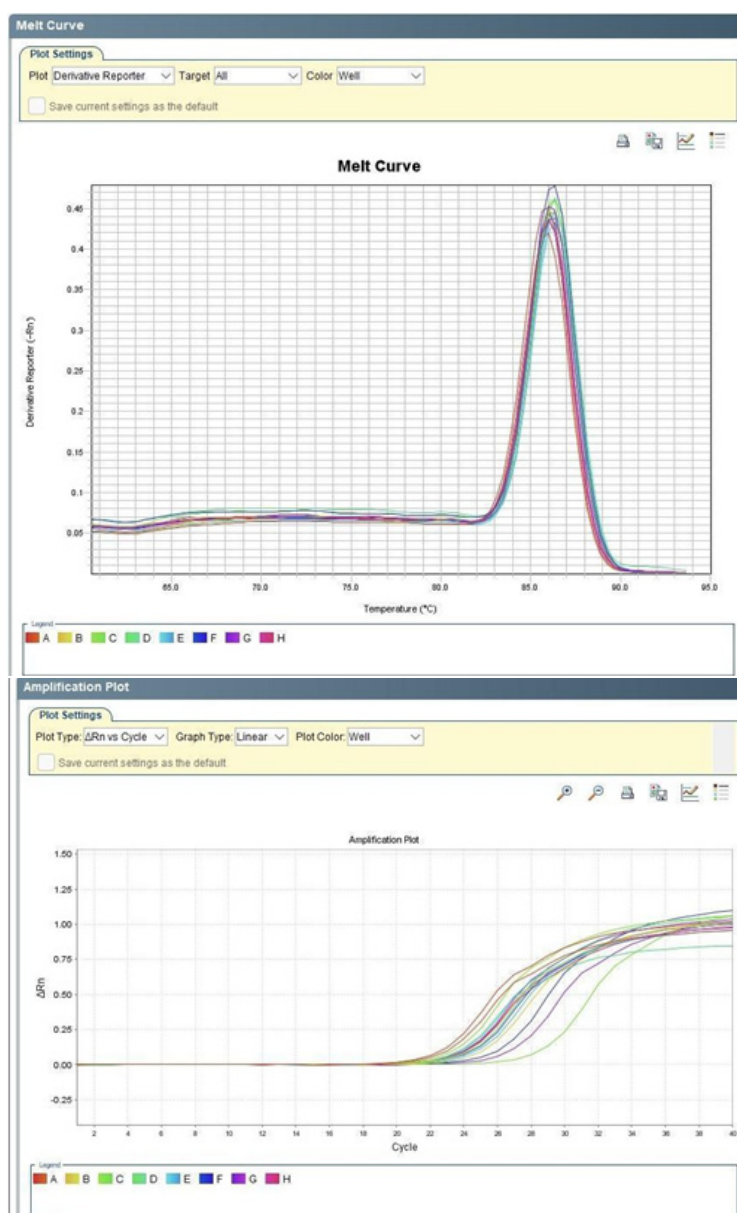 Melt Curve
Plot Settings
Plot Derivative Reporter Target All Color Well
Save current settings as the default
Melt Curve
0.45
0.4
0.35
0.3
0.25
0.2
0.15
0.1
0.05
Derivative Reporter (-Rn')
65.0 70.0 75.0 80.0 85.0 90.0 95.0
Temperature (°C)
Legend
A B C D E F G H
Amplification Plot
Plot Settings
Plot Type: ΔRn vs Cycle Graph Type: Linear Plot Color: Well
Save current settings as the default
Amplification Plot
1.50
1.25
1.00
0.75
0.50
0.25
0.00
-0.25
ΔRn
2 4 6 8 10 12 14 16 18 20 22 24 26 28 30 32 34 36 38 40
Cycle
Legend
A B C D E F G H